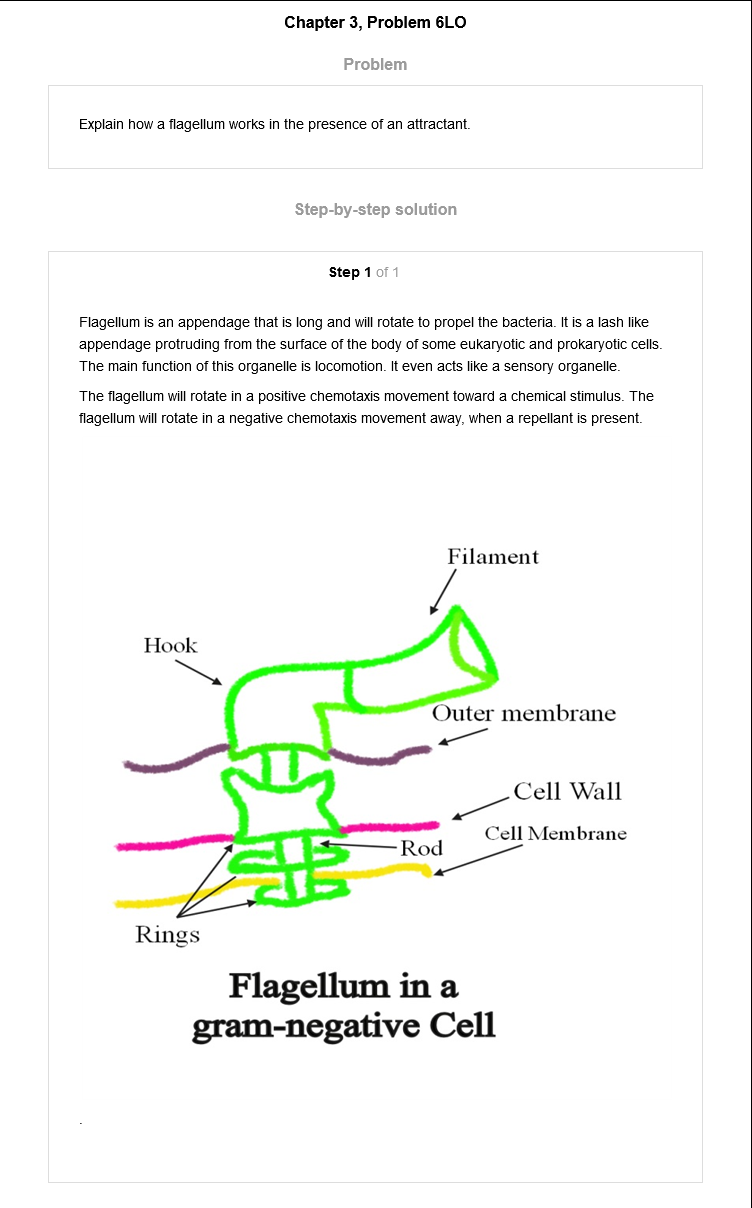 Chapter 3, Problem 6LO
Problem
Explain how a flagellum works in the presence of an attractant.
Step-by-step solution
Step 1 of 1
Flagellum is an appendage that is long and will rotate to propel the bacteria. It is a lash like
appendage protruding from the surface of the body of some eukaryotic and prokaryotic cells.
The main function of this organelle is locomotion. It even acts like a sensory organelle.
The flagellum will rotate in a positive chemotaxis movement toward a chemical stimulus. The
flagellum will rotate in a negative chemotaxis movement away, when a repellant is present.
Filament
Hook
Outer membrane
Cell Wall
Cell Membrane
Rod
Rings
Flagellum in a
gram-negative Cell
.